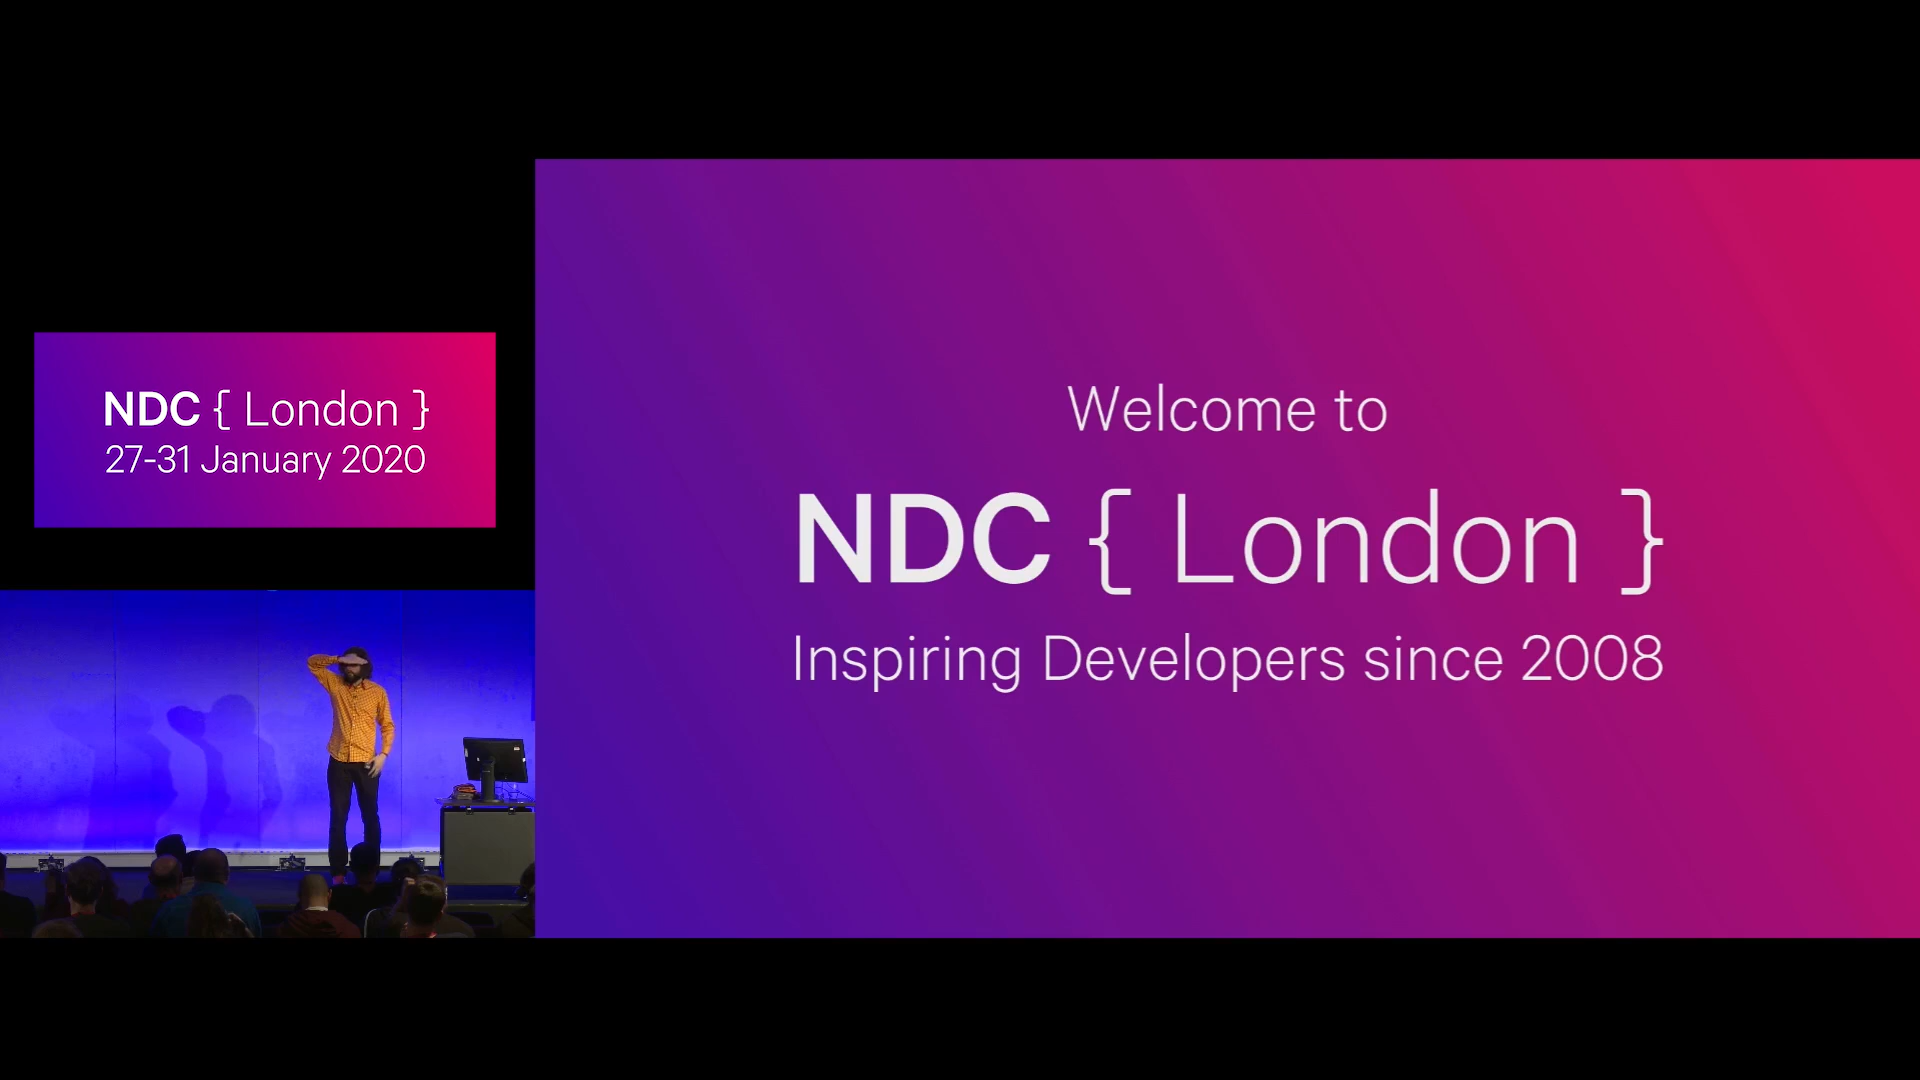 NDC { London }
27-31 January 2020
Welcome to
NDC { London }
Inspiring Developers since 2008